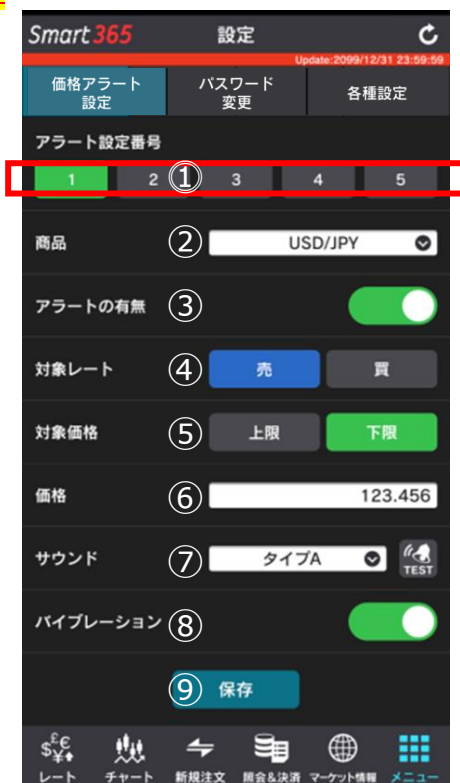 Smart 365 設定
Update:2099/12/31 23:59:59
価格アラート設定 パスワード変更 各種設定
アラート設定番号
1 2 ① 3 4 5
商品 ② USD/JPY
アラートの有無 ③
対象レート ④ 売 買
対象価格 ⑤ 上限 下限
価格 ⑥ 123.456
サウンド ⑦ タイプA TEST
バイブレーション ⑧
⑨ 保存
$£€¥
レート チャート 新規注文 照会&決済 マーケット情報 メニュー